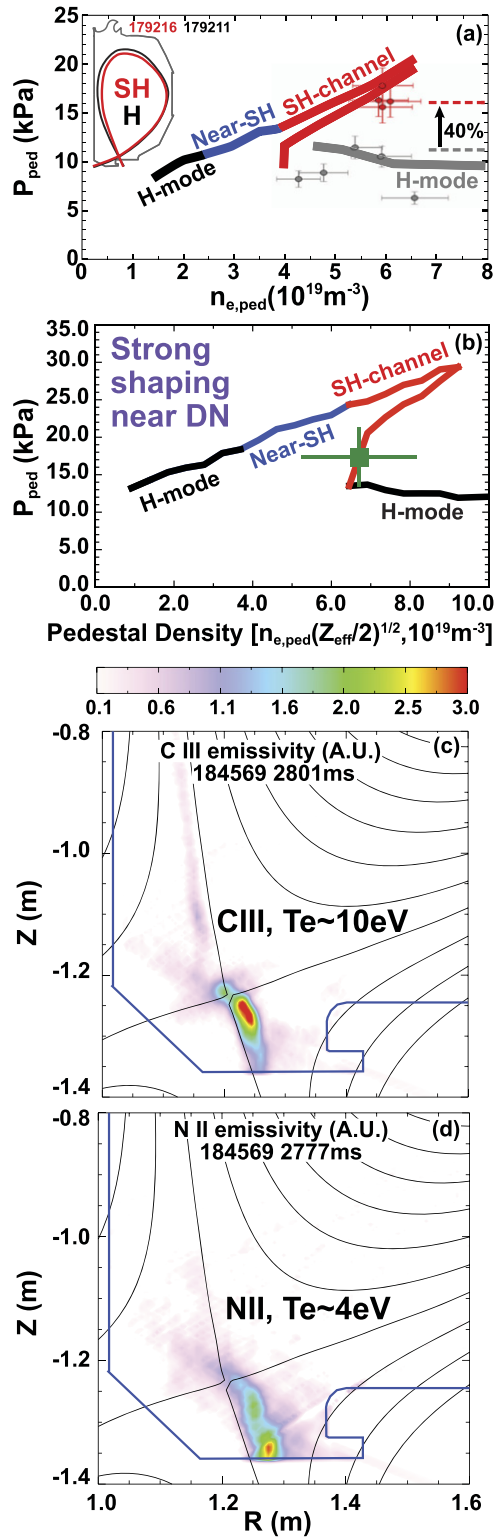 179216 179211
(a)
SH
H
SH-channel
Near-SH
H-mode
40%
H-mode
P_ped (kPa)
25
20
15
10
5
0
0 1 2 3 4 5 6 7 8
n_e,ped(10^19 m^-3)
(b)
Strong
shaping
near DN
SH-channel
Near-SH
H-mode
H-mode
P_ped (kPa)
35.0
30.0
25.0
20.0
15.0
10.0
5.0
0.0
0.0 2.0 4.0 6.0 8.0 10.0
Pedestal Density [n_e,ped(Z_eff/2)^1/2,10^19 m^-3]
0.1 0.6 1.1 1.6 2.0 2.5 3.0
C III emissivity (A.U.) (c)
184569 2801ms
CIII, Te~10eV
Z (m)
-0.8
-1.0
-1.2
-1.4
N II emissivity (A.U.) (d)
184569 2777ms
NII, Te~4eV
Z (m)
-0.8
-1.0
-1.2
-1.4
1.0 1.2 1.4 1.6
R (m)